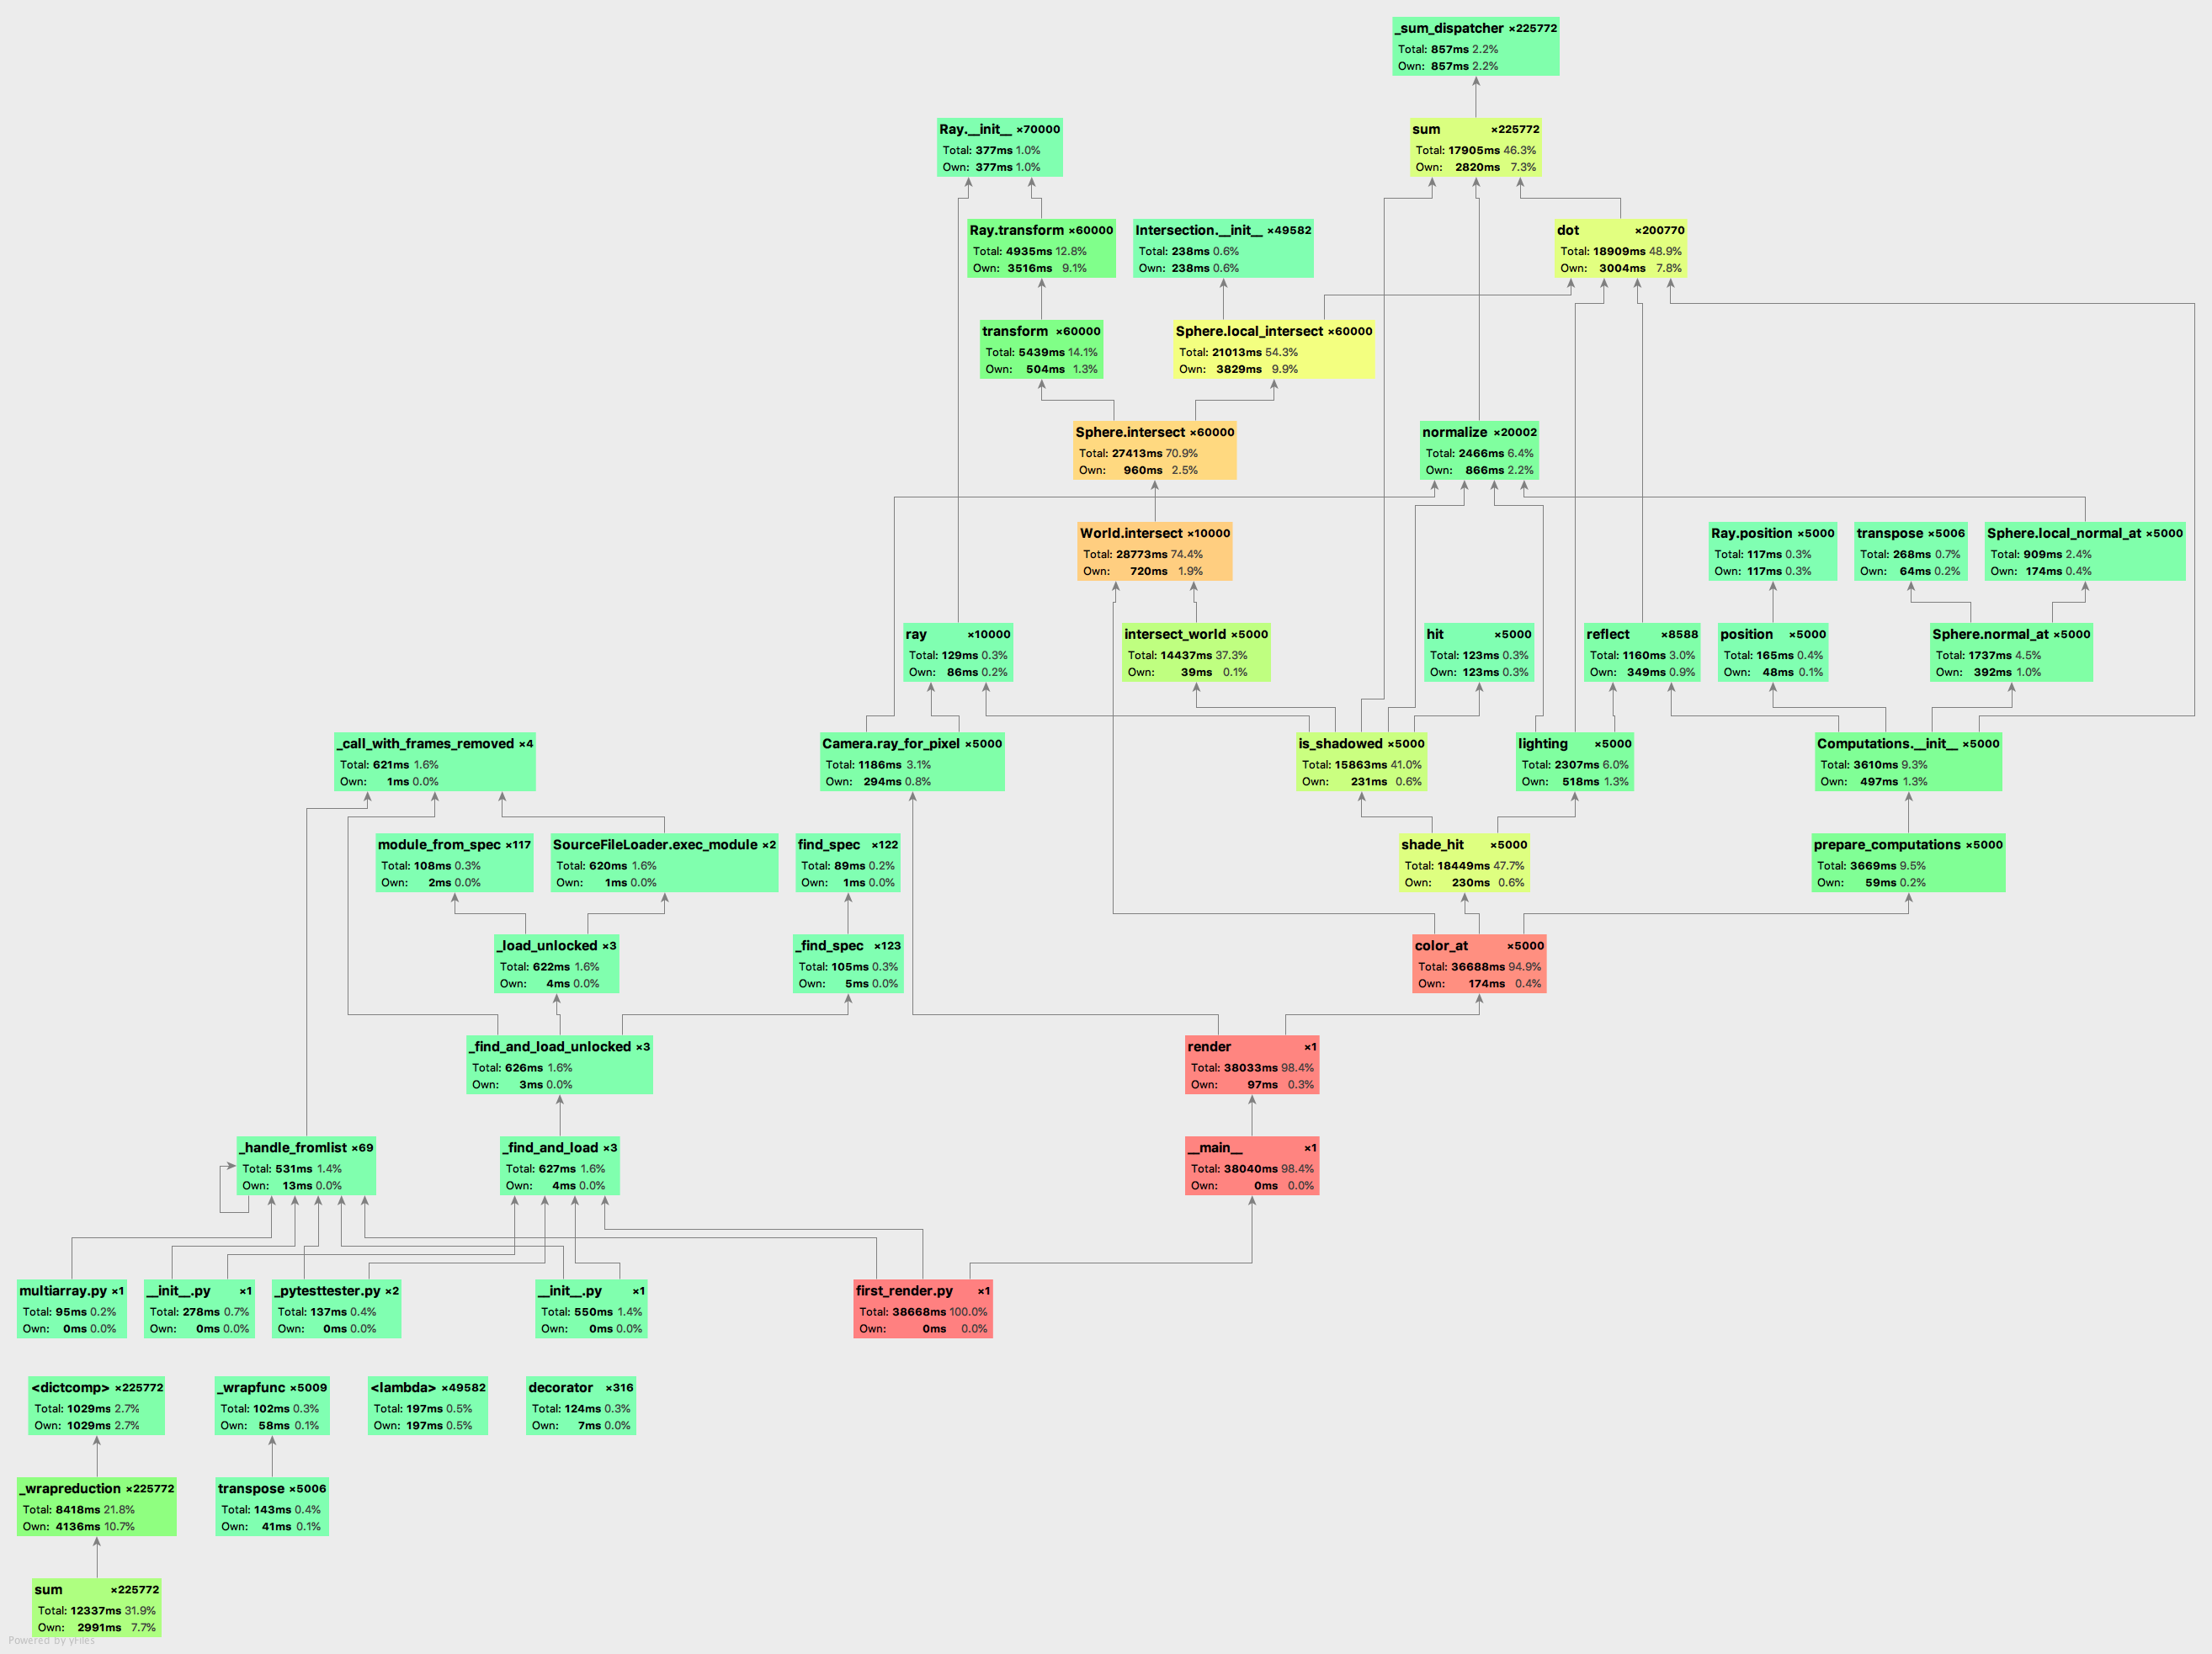 _sum_dispatcher ×225772
Total: 857ms 2.2%
Own: 857ms 2.2%
Ray.__init__ ×70000
Total: 377ms 1.0%
Own: 377ms 1.0%
sum ×225772
Total: 17905ms 46.3%
Own: 2820ms 7.3%
Ray.transform ×60000
Total: 4935ms 12.8%
Own: 3516ms 9.1%
Intersection.__init__ ×49582
Total: 238ms 0.6%
Own: 238ms 0.6%
dot ×200770
Total: 18909ms 48.9%
Own: 3004ms 7.8%
transform ×60000
Total: 5439ms 14.1%
Own: 504ms 1.3%
Sphere.local_intersect ×60000
Total: 21013ms 54.3%
Own: 3829ms 9.9%
Sphere.intersect ×60000
Total: 27413ms 70.9%
Own: 960ms 2.5%
normalize ×20002
Total: 2466ms 6.4%
Own: 866ms 2.2%
World.intersect ×10000
Total: 28773ms 74.4%
Own: 720ms 1.9%
Ray.position ×5000
Total: 117ms 0.3%
Own: 117ms 0.3%
transpose ×5006
Total: 268ms 0.7%
Own: 64ms 0.2%
Sphere.local_normal_at ×5000
Total: 909ms 2.4%
Own: 174ms 0.4%
ray ×10000
Total: 129ms 0.3%
Own: 86ms 0.2%
intersect_world ×5000
Total: 14437ms 37.3%
Own: 39ms 0.1%
hit ×5000
Total: 123ms 0.3%
Own: 123ms 0.3%
reflect ×8588
Total: 1160ms 3.0%
Own: 349ms 0.9%
position ×5000
Total: 165ms 0.4%
Own: 48ms 0.1%
Sphere.normal_at ×5000
Total: 1737ms 4.5%
Own: 392ms 1.0%
_call_with_frames_removed ×4
Total: 621ms 1.6%
Own: 1ms 0.0%
Camera.ray_for_pixel ×5000
Total: 1186ms 3.1%
Own: 294ms 0.8%
is_shadowed ×5000
Total: 15863ms 41.0%
Own: 231ms 0.6%
lighting ×5000
Total: 2307ms 6.0%
Own: 518ms 1.3%
Computations.__init__ ×5000
Total: 3610ms 9.3%
Own: 497ms 1.3%
module_from_spec ×117
Total: 108ms 0.3%
Own: 2ms 0.0%
SourceFileLoader.exec_module ×2
Total: 620ms 1.6%
Own: 1ms 0.0%
find_spec ×122
Total: 89ms 0.2%
Own: 1ms 0.0%
shade_hit ×5000
Total: 18449ms 47.7%
Own: 230ms 0.6%
prepare_computations ×5000
Total: 3669ms 9.5%
Own: 59ms 0.2%
_load_unlocked ×3
Total: 622ms 1.6%
Own: 4ms 0.0%
_find_spec ×123
Total: 105ms 0.3%
Own: 5ms 0.0%
color_at ×5000
Total: 36688ms 94.9%
Own: 174ms 0.4%
_find_and_load_unlocked ×3
Total: 626ms 1.6%
Own: 3ms 0.0%
render ×1
Total: 38033ms 98.4%
Own: 97ms 0.3%
_handle_fromlist ×69
Total: 531ms 1.4%
Own: 13ms 0.0%
_find_and_load ×3
Total: 627ms 1.6%
Own: 4ms 0.0%
__main__ ×1
Total: 38040ms 98.4%
Own: 0ms 0.0%
multiarray.py ×1
Total: 95ms 0.2%
Own: 0ms 0.0%
__init__.py ×1
Total: 278ms 0.7%
Own: 0ms 0.0%
_pytesttester.py ×2
Total: 137ms 0.4%
Own: 0ms 0.0%
__init__.py ×1
Total: 550ms 1.4%
Own: 0ms 0.0%
first_render.py ×1
Total: 38668ms 100.0%
Own: 0ms 0.0%
<dictcomp> ×225772
Total: 1029ms 2.7%
Own: 1029ms 2.7%
_wrapfunc ×5009
Total: 102ms 0.3%
Own: 58ms 0.1%
<lambda> ×49582
Total: 197ms 0.5%
Own: 197ms 0.5%
decorator ×316
Total: 124ms 0.3%
Own: 7ms 0.0%
_wrapreduction ×225772
Total: 8418ms 21.8%
Own: 4136ms 10.7%
transpose ×5006
Total: 143ms 0.4%
Own: 41ms 0.1%
sum ×225772
Total: 12337ms 31.9%
Own: 2991ms 7.7%
Powered by yFiles